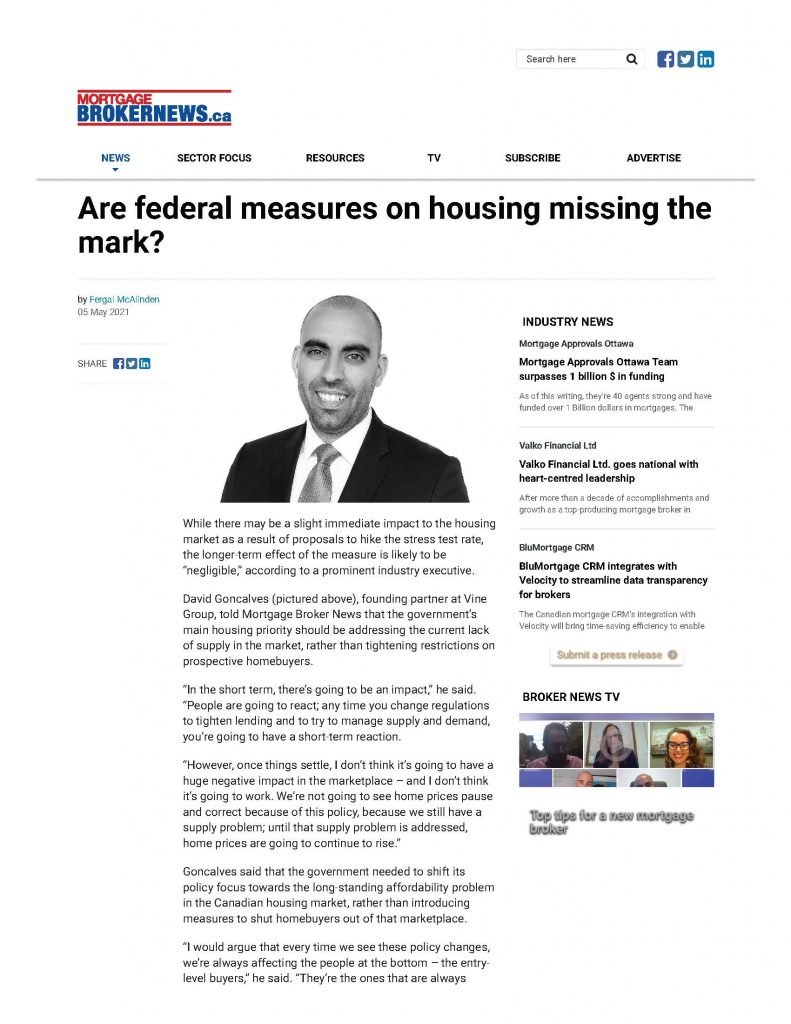 Search here
MORTGAGE
BROKERNEWS.ca
NEWS
SECTOR FOCUS
RESOURCES
TV
SUBSCRIBE
ADVERTISE
Are federal measures on housing missing the
mark?
by Fergal McAlinden
05 May 2021
SHARE
While there may be a slight immediate impact to the housing
market as a result of proposals to hike the stress test rate,
the longer-term effect of the measure is likely to be
“negligible,” according to a prominent industry executive.
David Goncalves (pictured above), founding partner at Vine
Group, told Mortgage Broker News that the government’s
main housing priority should be addressing the current lack
of supply in the market, rather than tightening restrictions on
prospective homebuyers.
“In the short term, there’s going to be an impact,” he said.
“People are going to react; any time you change regulations
to tighten lending and to try to manage supply and demand,
you’re going to have a short-term reaction.
“However, once things settle, I don’t think it’s going to have a
huge negative impact in the marketplace – and I don’t think
it’s going to work. We’re not going to see home prices pause
and correct because of this policy, because we still have a
supply problem; until that supply problem is addressed,
home prices are going to continue to rise.”
Goncalves said that the government needed to shift its
policy focus towards the long-standing affordability problem
in the Canadian housing market, rather than introducing
measures to shut homebuyers out of that marketplace.
“I would argue that every time we see these policy changes,
we’re always affecting the people at the bottom – the entry-
level buyers,” he said. “They’re the ones that are always
INDUSTRY NEWS
Mortgage Approvals Ottawa
Mortgage Approvals Ottawa Team
surpasses 1 billion $ in funding
As of this writing, they’re 40 agents strong and have
funded over 1 Billion dollars in mortgages. The
Valko Financial Ltd
Valko Financial Ltd. goes national with
heart-centred leadership
After more than a decade of accomplishments and
growth as a top-producing mortgage broker in
BluMortgage CRM
BluMortgage CRM integrates with
Velocity to streamline data transparency
for brokers
The Canadian mortgage CRM’s integration with
Velocity will bring time-saving efficiency to enable
Submit a press release
BROKER NEWS TV
Top tips for a new mortgage
broker